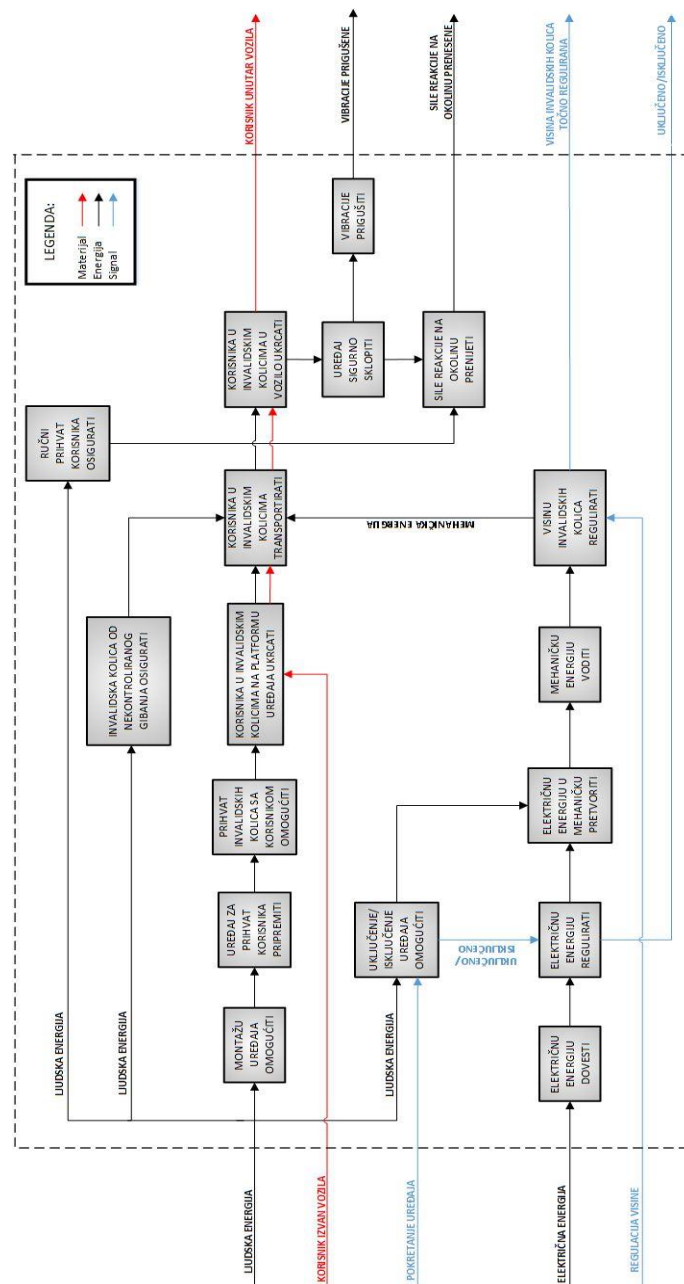 LEGENDA:
Materijal
Energija
Signal
RUČNI
PRIHVAT
KORISNIKA
OSIGURATI
LJUDSKA ENERGIJA
INVALIDSKA KOLICA OD
NEKONTROLIRANOG
GIBANJA OSIGURATI
LJUDSKA ENERGIJA
LJUDSKA ENERGIJA
MONTAŽU
UREĐAJA
OMOGUĆITI
UREĐAJ ZA
PRIHVAT
KORISNIKA
PRIPREMITI
PRIHVAT
INVALIDSKIH
KOLICA SA
KORISNIKOM
OMOGUĆITI
KORISNIKA U INVALIDSKIM
KOLICIMA NA PLATFORMU
UREĐAJA UKRCATI
KORISNIKA U
INVALIDSKIM
KOLICIMA
TRANSPORTIRATI
KORISNIKA U
INVALIDSKIM
KOLICIMA U
VOZILO UKRCATI
KORISNIK UNUTAR VOZILA
KORISNIK IZVAN VOZILA
UREĐAJ
SIGURNO
SKLOPITI
VIBRACIJE
PRIGUŠITI
VIBRACIJE PRIGUŠENE
SILE REAKCIJE NA
OKOLINU
PRENIJETI
SILE REAKCIJE NA
OKOLINU PRENESENE
LJUDSKA ENERGIJA
POKRETANJE UREĐAJA
UKLJUČENJE/
ISKLJUČENJE
UREĐAJA
OMOGUĆITI
UKLJUČENO/
ISKLJUČENO
MEHANIČKA ENERGIJA
ELEKTRIČNA ENERGIJA
ELEKTRIČNU
ENERGIJU
DOVESTI
ELEKTRIČNU
ENERGIJU
REGULIRATI
ELEKTRIČNU
ENERGIJU U
MEHANIČKU
PRETVORITI
MEHANIČKU
ENERGIJU
VODITI
VISINU
INVALIDSKIH
KOLICA
REGULIRATI
VISINA INVALIDSKIH KOLICA
TOČNO REGULIRANA
REGULACIJA VISINE
UKLJUČENO/ISKLJUČENO